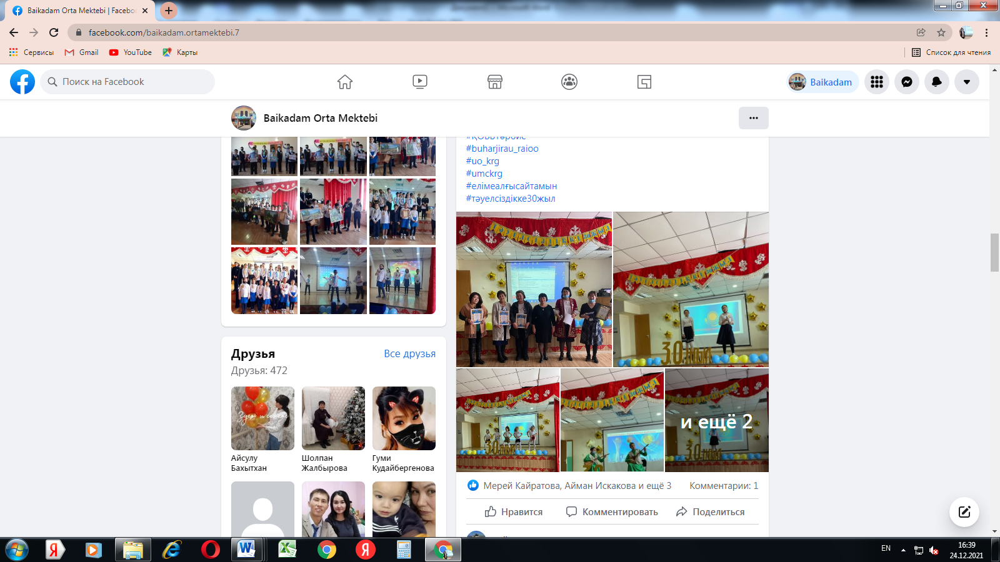 Baikadam Orta Mektebi | Facebo
facebook.com/baikadam.ortamektebi.7
Сервисы
Gmail
YouTube
Карты
Список для чтения
Поиск на Facebook
Baikadam
Baikadam Orta Mektebi
#buharjirau_raioo
#uo_krg
#umckrg
#елімеалғысайтамын
#тәуелсіздікке30жыл
Друзья
Все друзья
Друзья: 472
Айсулу
Бахытхан
Шолпан
Жалбырова
Гуми
Кудайбергенова
и ещё 2
Мерей Кайратова, Айман Искакова и ещё 3
Комментарии: 1
Нравится
Комментировать
Поделиться
EN
16:39
24.12.2021